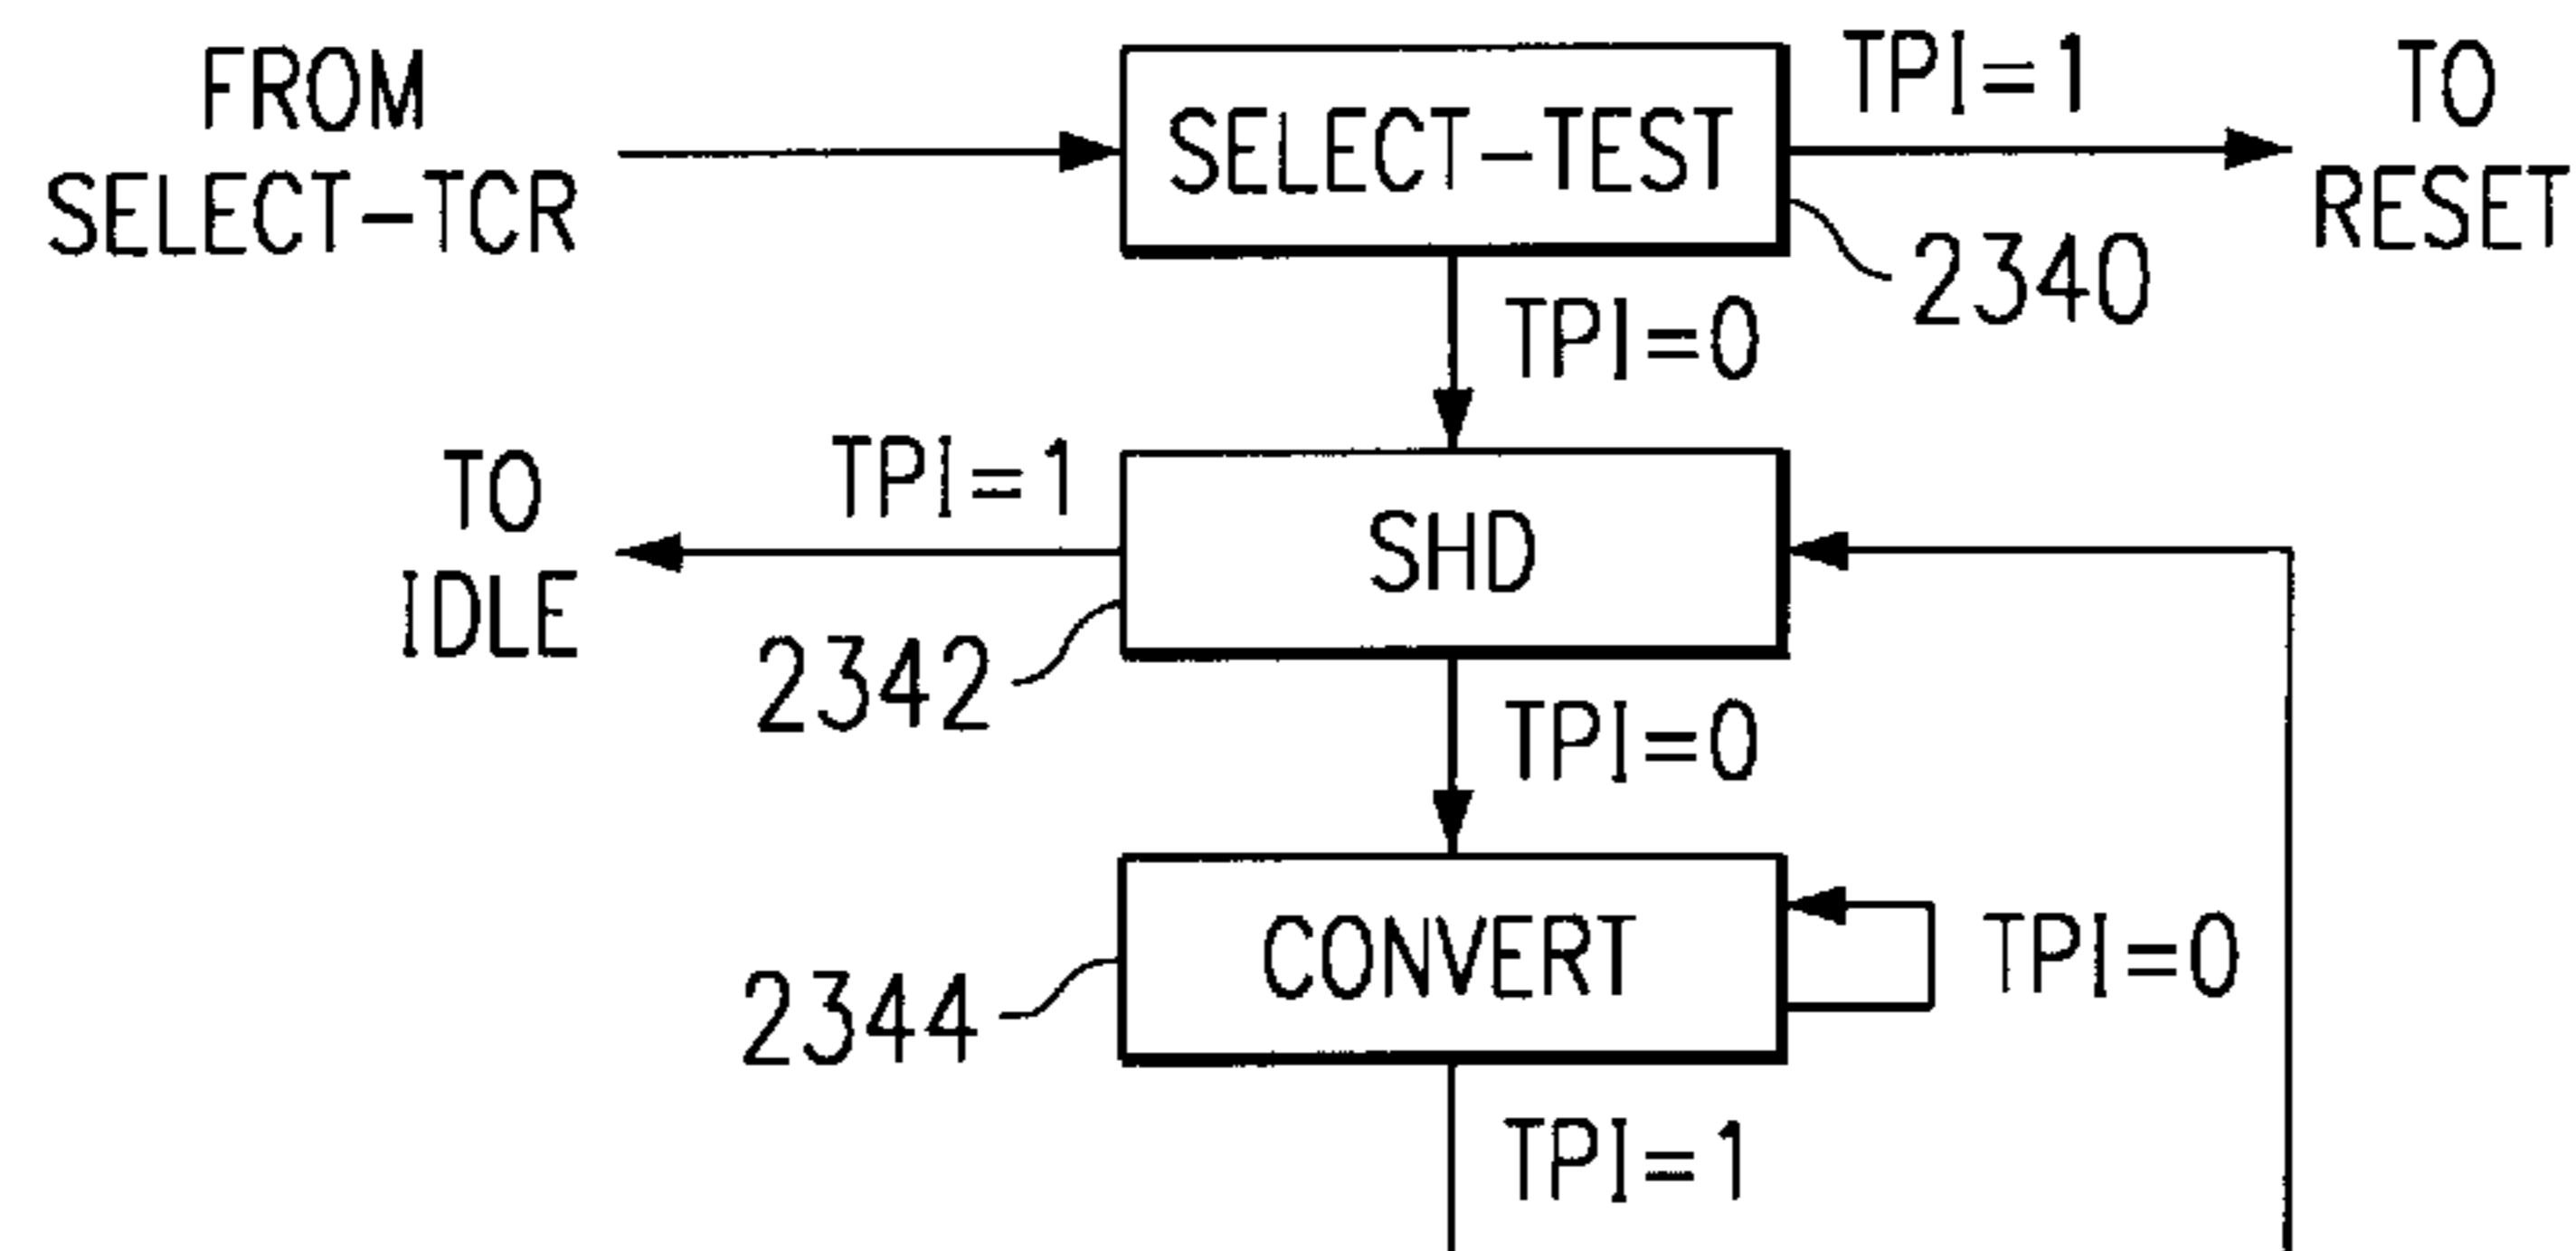 FROM
SELECT-TCR
SELECT-TEST
TPI=1
TO
RESET
2340
TPI=0
TO
IDLE
TPI=1
SHD
2342
TPI=0
CONVERT
TPI=0
2344
TPI=1